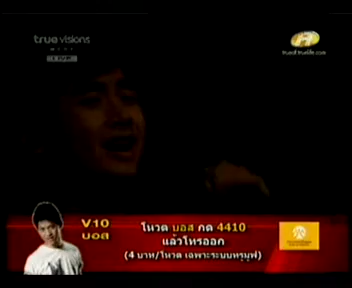 true visions
LIVE
V10
บอส
โหวต บอส กด 4410
แล้วโทรออก
(4 บาท/โหวต เฉพาะระบบทรูมูฟ)